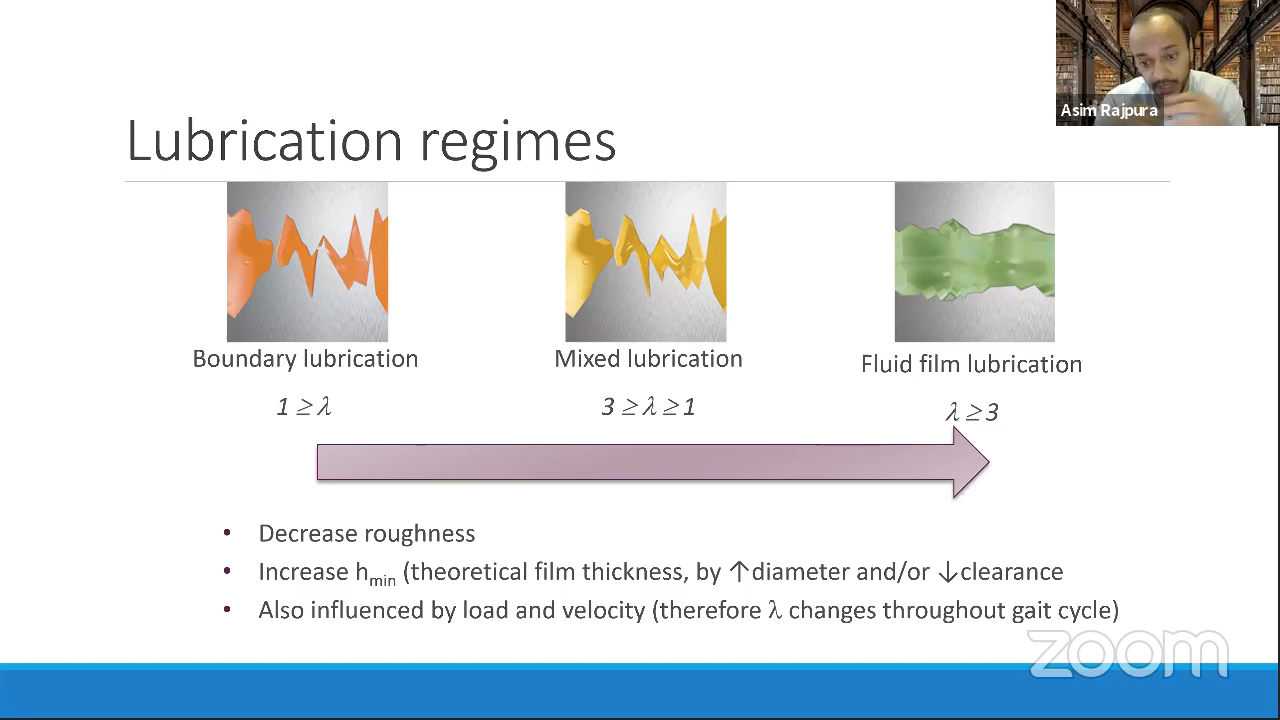 Asim Rajpura
Lubrication regimes
Boundary lubrication
Mixed lubrication
Fluid film lubrication
1 ≥ λ
3 ≥ λ ≥ 1
λ ≥ 3
• Decrease roughness
• Increase hmin (theoretical film thickness, by ↑diameter and/or ↓clearance
• Also influenced by load and velocity (therefore λ changes throughout gait cycle)
zoom